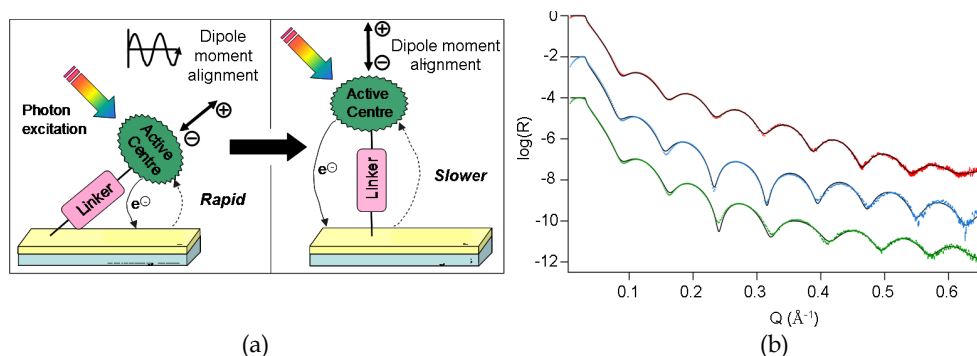 Dipole
moment
alignment
Photon
excitation
⊕
⊖
Active
Centre
Linker
e⊖
Rapid
⊕
⊖
Dipole moment
alignment
Active
Centre
Linker
e⊖
Slower
(a)
log(R)
0
-2
-4
-6
-8
-10
-12
0.1
0.2
0.3
0.4
0.5
0.6
Q (Å⁻¹)
(b)